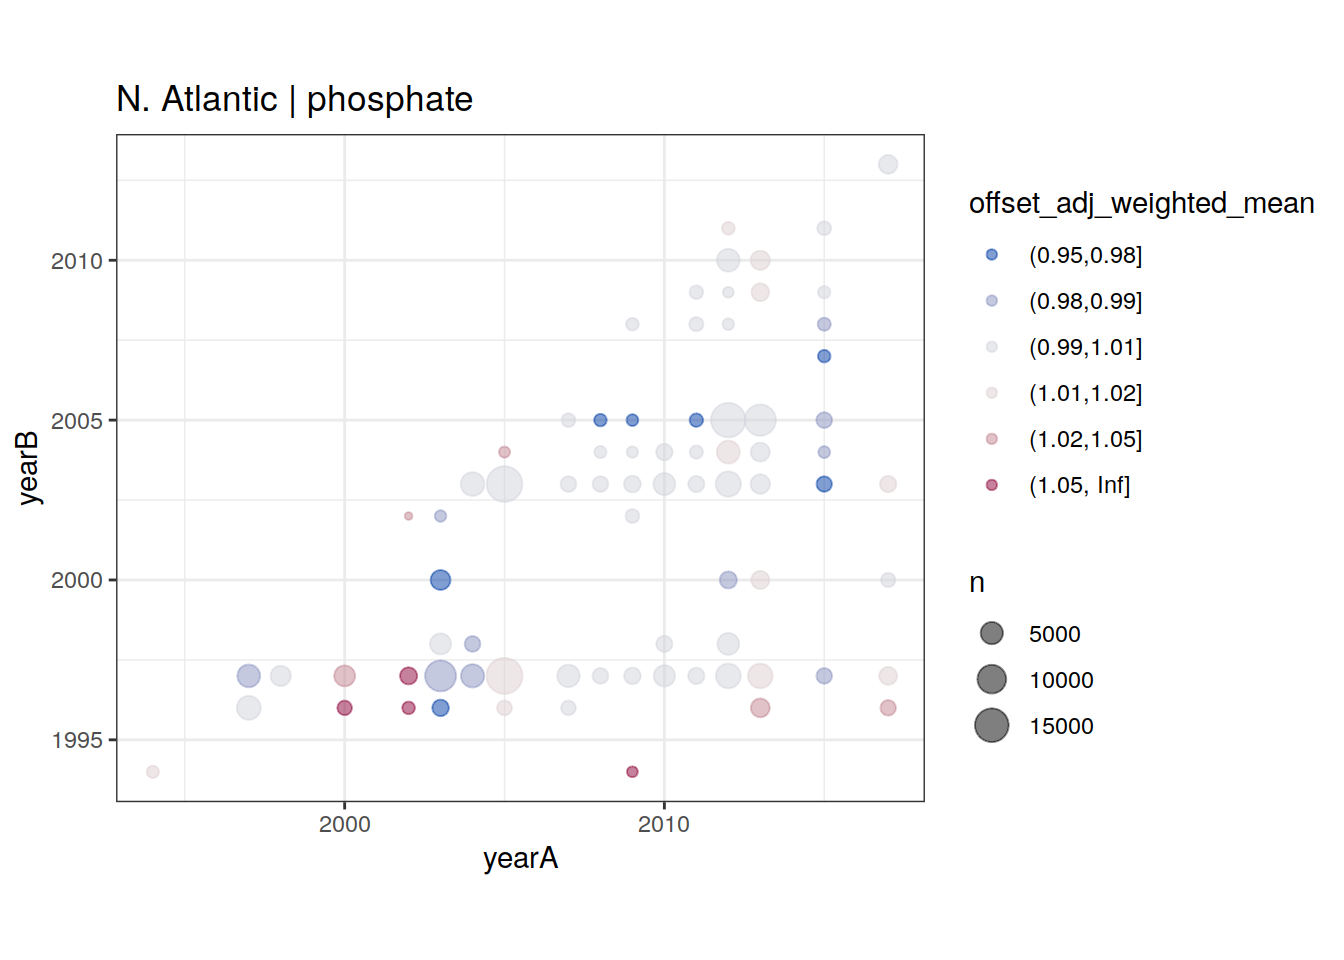 N. Atlantic | phosphate
offset_adj_weighted_mean
(0.95,0.98]
(0.98,0.99]
(0.99,1.01]
(1.01,1.02]
(1.02,1.05]
(1.05, Inf]
n
5000
10000
15000
yearB
2010
2005
2000
1995
2000
2010
yearA